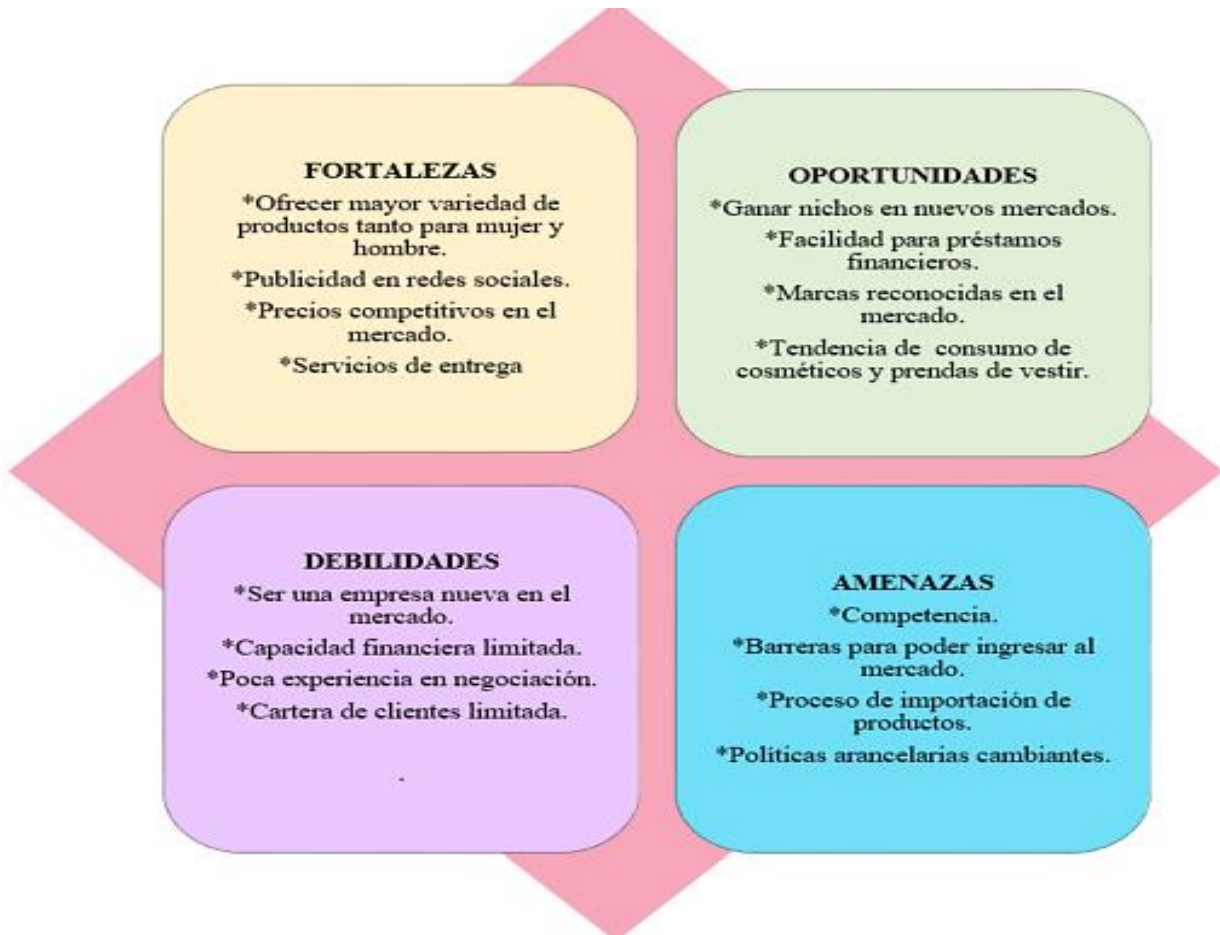 FORTALEZAS
*Ofrecer mayor variedad de
productos tanto para mujer y
hombre.
*Publicidad en redes sociales.
*Precios competitivos en el
mercado.
*Servicios de entrega
OPORTUNIDADES
*Ganar nichos en nuevos mercados.
*Facilidad para préstamos
financieros.
*Marcas reconocidas en el
mercado.
*Tendencia de consumo de
cosméticos y prendas de vestir.
DEBILIDADES
*Ser una empresa nueva en el
mercado.
*Capacidad financiera limitada.
*Poca experiencia en negociación.
*Cartera de clientes limitada.
.
AMENAZAS
*Competencia.
*Barreras para poder ingresar al
mercado.
*Proceso de importación de
productos.
*Políticas arancelarias cambiantes.